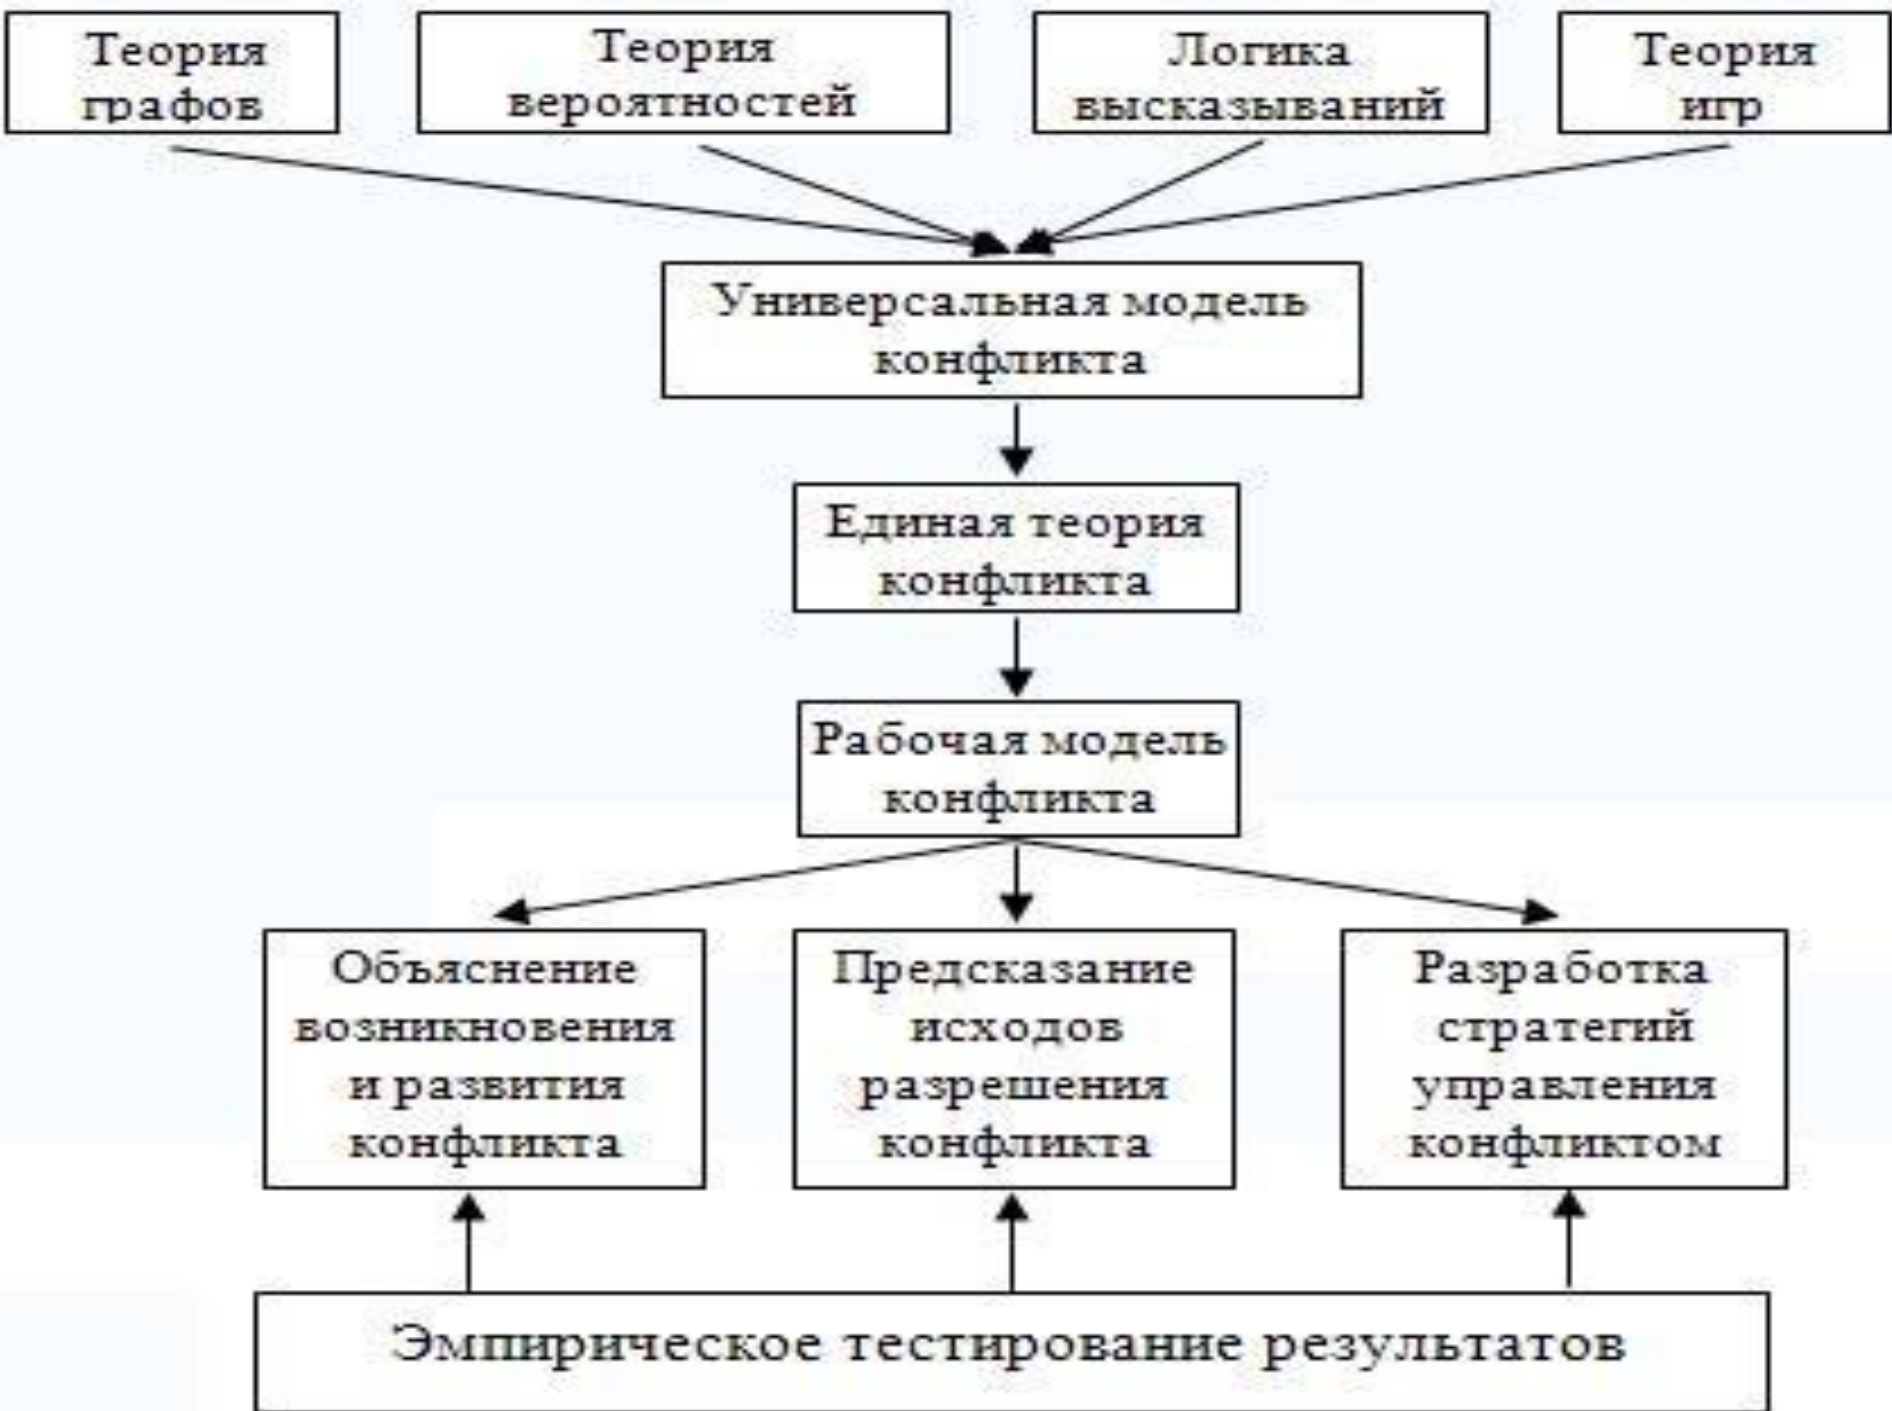 Теория
графов
Теория
вероятностей
Логика
высказываний
Теория
игр
Универсальная модель
конфликта
Единая теория
конфликта
Рабочая модель
конфликта
Объяснение
возникновения
и развития
конфликта
Предсказание
исходов
разрешения
конфликта
Разработка
стратегий
управления
конфликтом
Эмпирическое тестирование результатов